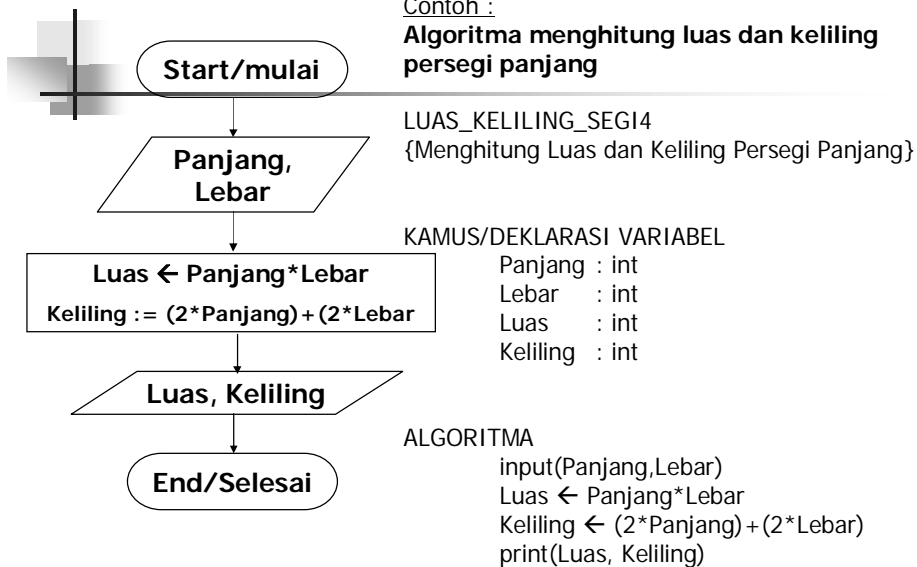 Contoh :
Algoritma menghitung luas dan keliling
persegi panjang
Start/mulai
Panjang,
Lebar
Luas ← Panjang*Lebar
Keliling := (2*Panjang)+(2*Lebar
Luas, Keliling
End/Selesai
LUAS_KELILING_SEGI4
{Menghitung Luas dan Keliling Persegi Panjang}
KAMUS/DEKLARASI VARIABEL
Panjang : int
Lebar : int
Luas : int
Keliling : int
ALGORITMA
input(Panjang,Lebar)
Luas ← Panjang*Lebar
Keliling ← (2*Panjang)+(2*Lebar)
print(Luas, Keliling)